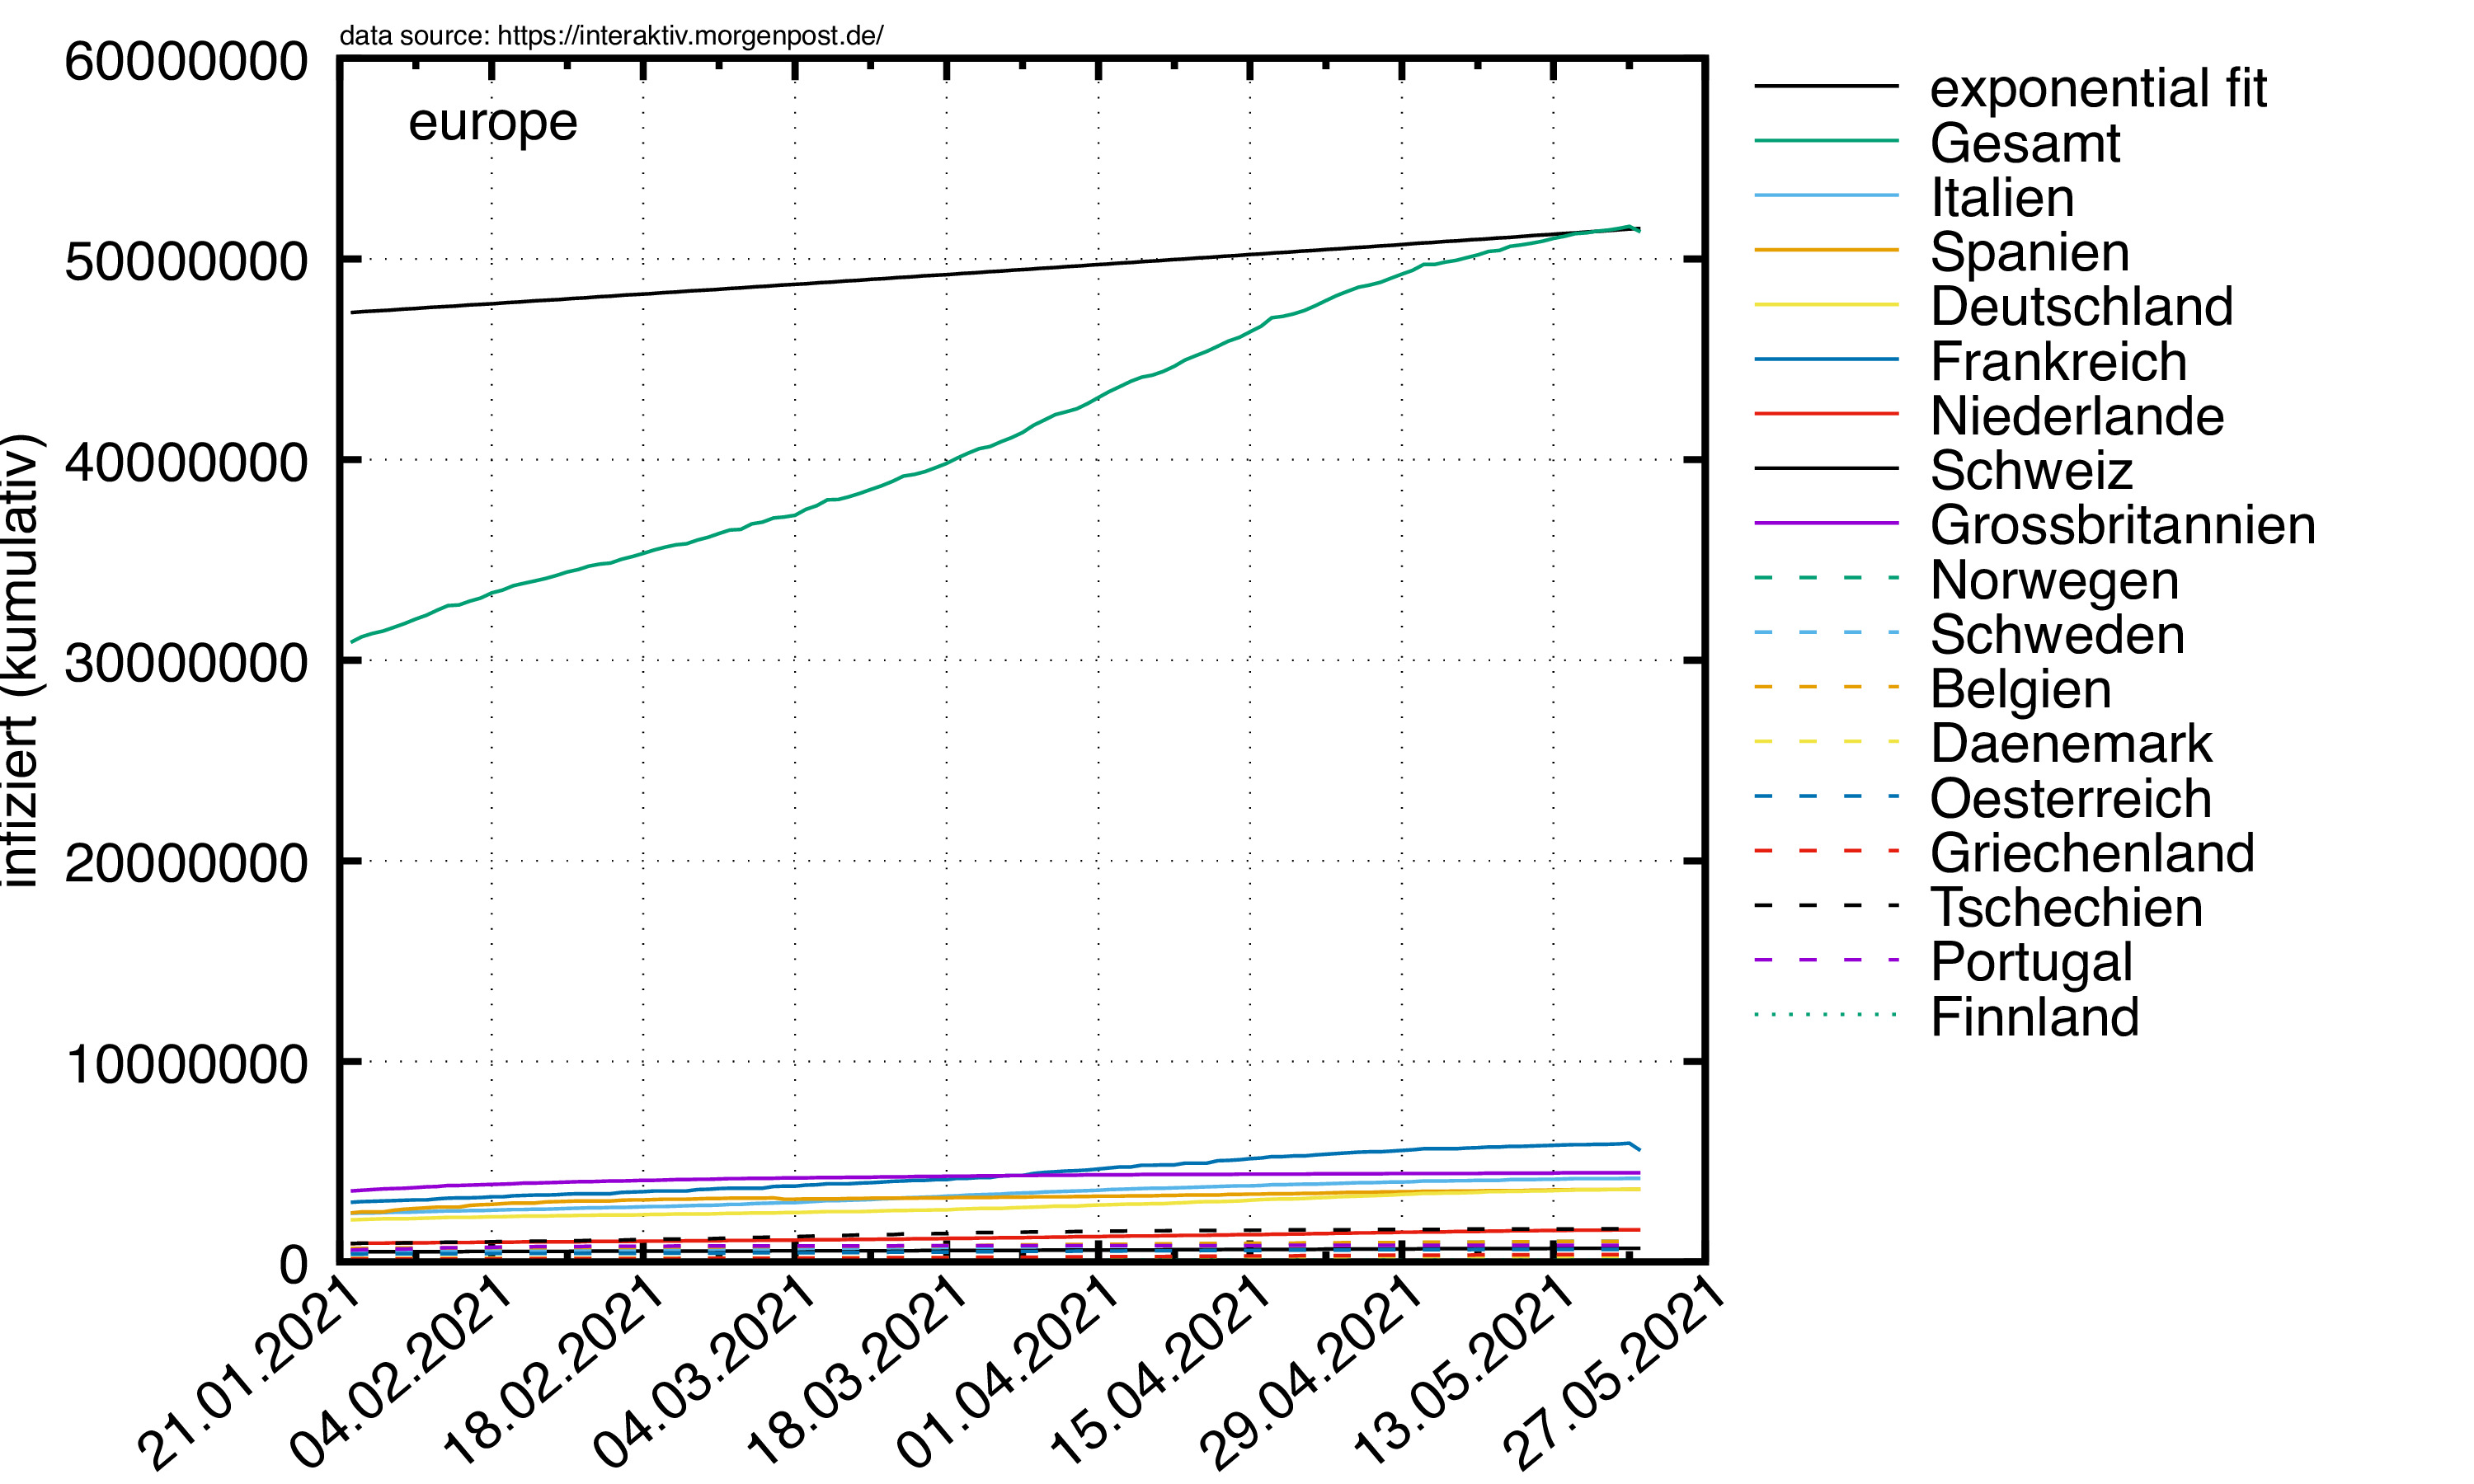 data source: https://interaktiv.morgenpost.de/
60000000
50000000
40000000
30000000
20000000
10000000
0
infiziert (kumulativ)
europe
exponential fit
Gesamt
Italien
Spanien
Deutschland
Frankreich
Niederlande
Schweiz
Grossbritannien
Norwegen
Schweden
Belgien
Daenemark
Oesterreich
Griechenland
Tschechien
Portugal
Finnland
21.01.2021
04.02.2021
18.02.2021
04.03.2021
18.03.2021
01.04.2021
15.04.2021
29.04.2021
13.05.2021
27.05.2021